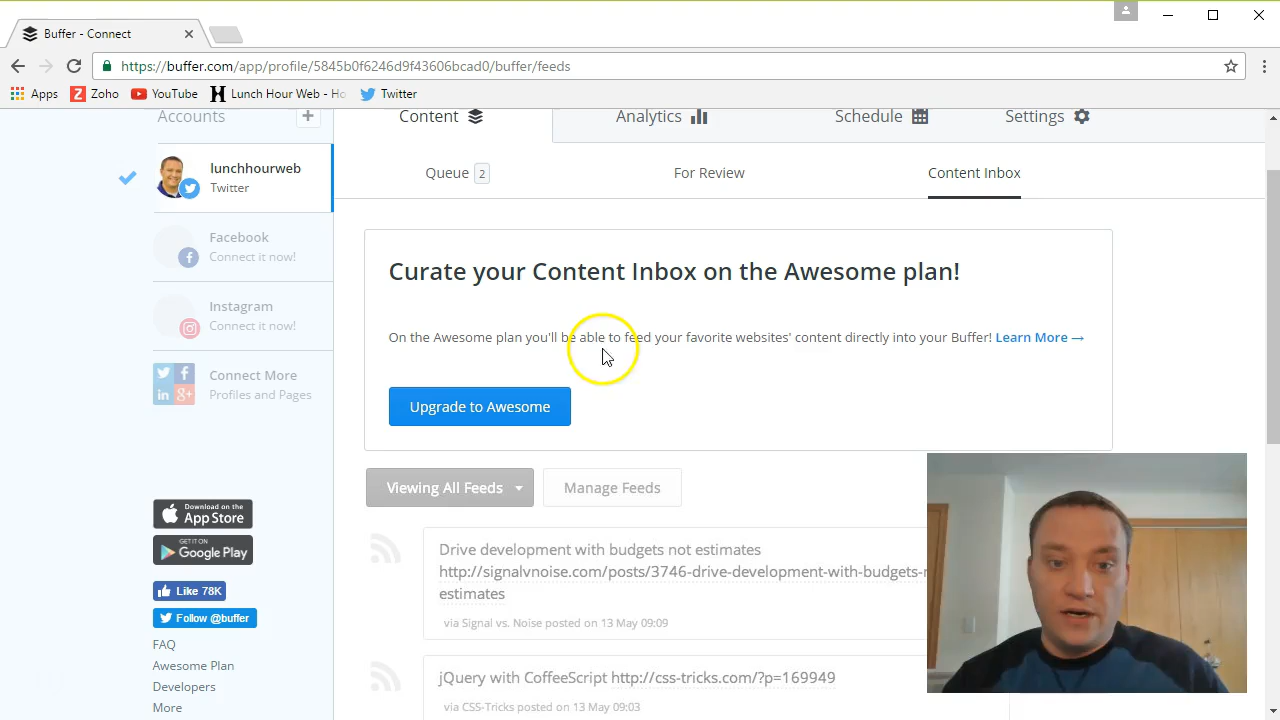 Buffer - Connect
https://buffer.com/app/profile/5845b0f6246d9f43606bcad0/buffer/feeds
Apps Zoho YouTube Lunch Hour Web - Ho Twitter
Accounts +
Content Analytics Schedule Settings
lunchhourweb
Twitter
Facebook
Connect it now!
Instagram
Connect it now!
Connect More
Profiles and Pages
Download on the
App Store
GET IT ON
Google Play
Like 78K
Follow @buffer
FAQ
Awesome Plan
Developers
More
Queue 2 For Review Content Inbox
Curate your Content Inbox on the Awesome plan!
On the Awesome plan you'll be able to feed your favorite websites' content directly into your Buffer! Learn More →
Upgrade to Awesome
Viewing All Feeds Manage Feeds
Drive development with budgets not estimates
http://signalvnoise.com/posts/3746-drive-development-with-budgets-n
estimates
via Signal vs. Noise posted on 13 May 09:09
jQuery with CoffeeScript http://css-tricks.com/?p=169949
via CSS-Tricks posted on 13 May 09:03